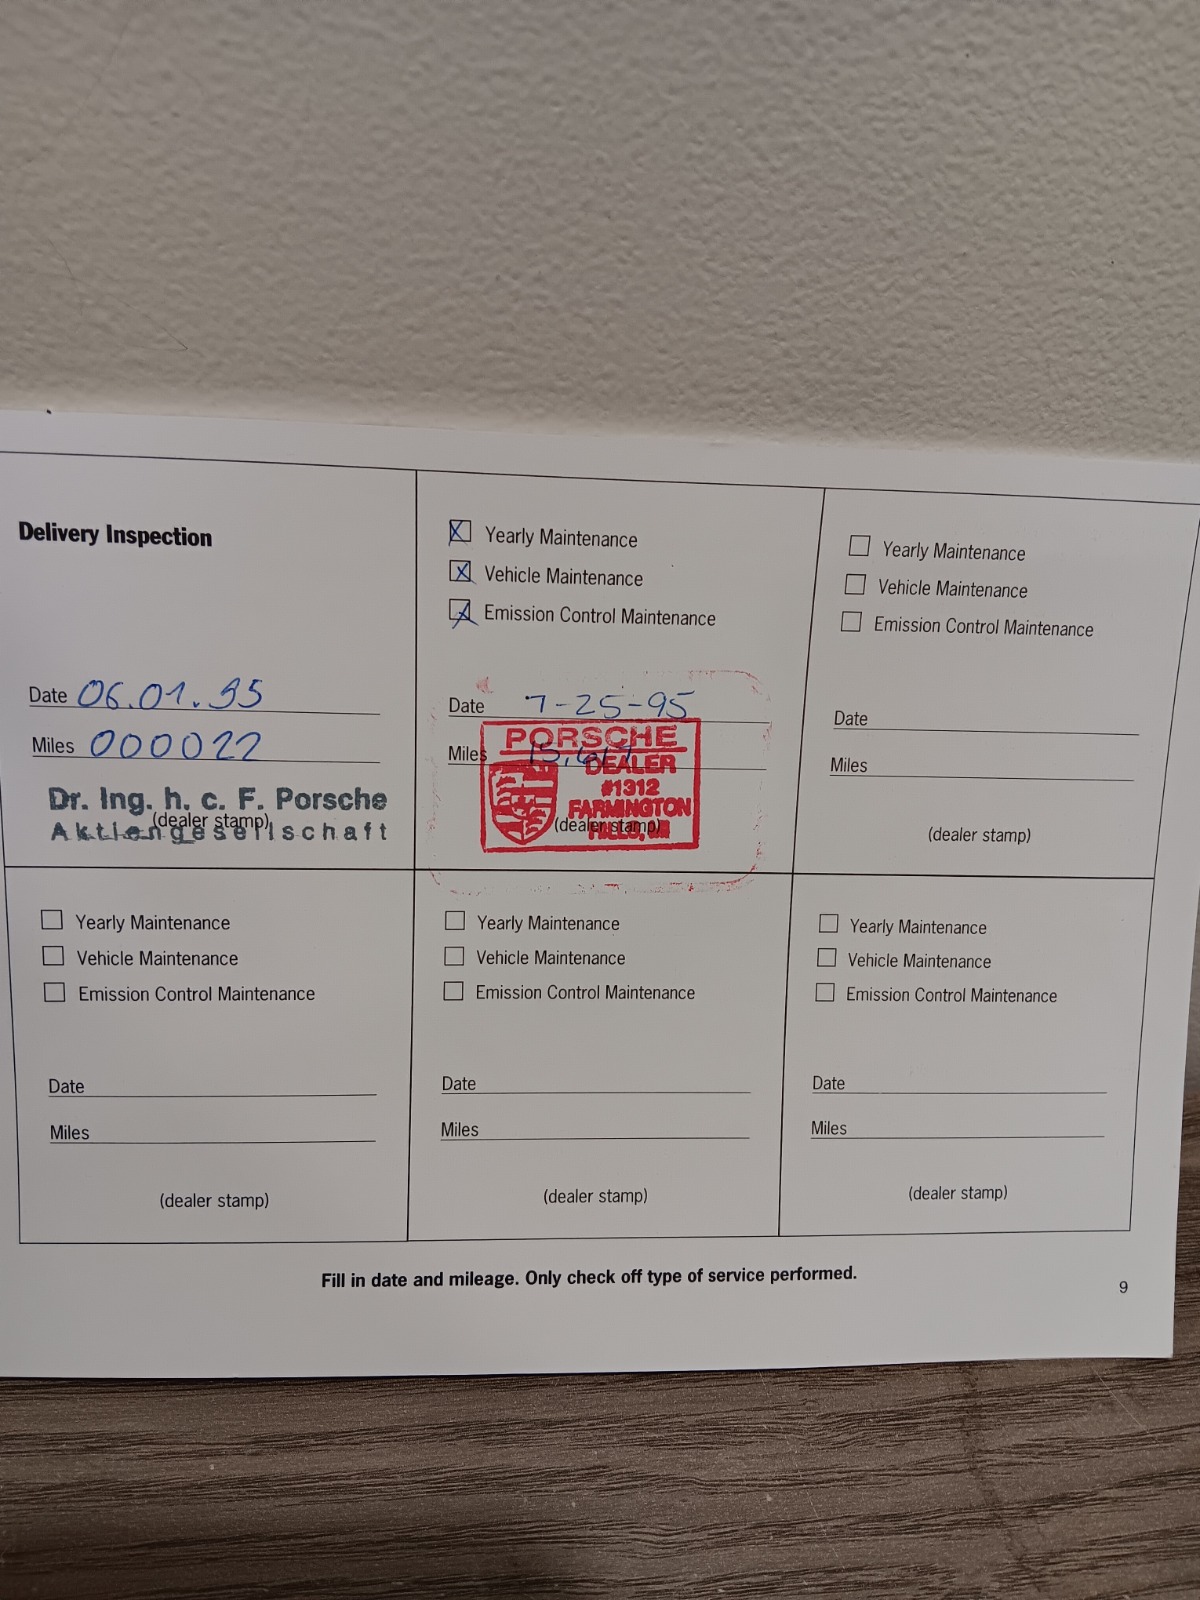 Delivery Inspection
Date 06.01.95
Miles 000022
Dr. Ing. h. c. F. Porsche
(dealer stamp)
Aktiengesellschaft
Yearly Maintenance
Vehicle Maintenance
Emission Control Maintenance
Date 7-25-95
Miles
PORSCHE
DEALER
#1312
FARMINGTON
HILLS, MI
(dealer stamp)
Yearly Maintenance
Vehicle Maintenance
Emission Control Maintenance
Date
Miles
(dealer stamp)
Yearly Maintenance
Vehicle Maintenance
Emission Control Maintenance
Date
Miles
(dealer stamp)
Yearly Maintenance
Vehicle Maintenance
Emission Control Maintenance
Date
Miles
(dealer stamp)
Yearly Maintenance
Vehicle Maintenance
Emission Control Maintenance
Date
Miles
(dealer stamp)
Fill in date and mileage. Only check off type of service performed.
9